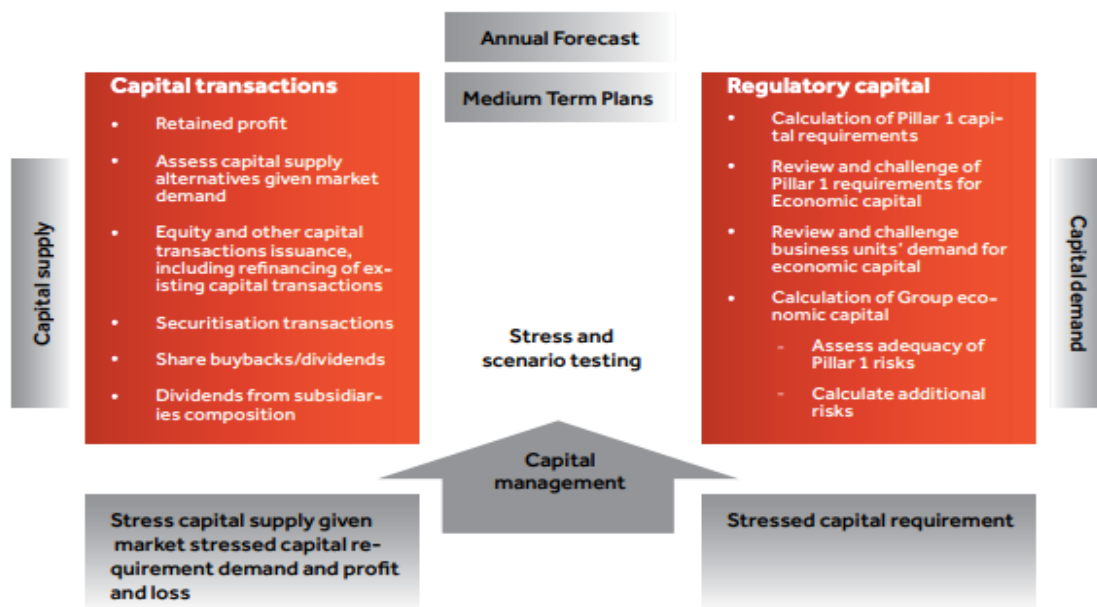 Annual Forecast
Medium Term Plans
Capital supply
Capital transactions
• Retained profit
• Assess capital supply
alternatives given market
demand
• Equity and other capital
transactions issuance,
including refinancing of ex-
isting capital transactions
• Securitisation transactions
• Share buybacks/dividends
• Dividends from subsidiar-
ies composition
Stress and
scenario testing
Regulatory capital
• Calculation of Pillar 1 capi-
tal requirements
• Review and challenge of
Pillar 1 requirements for
Economic capital
• Review and challenge
business units’ demand for
economic capital
• Calculation of Group eco-
nomic capital
- Assess adequacy of
Pillar 1 risks
- Calculate additional
risks
Capital demand
Capital
management
Stress capital supply given
market stressed capital re-
quirement demand and profit
and loss
Stressed capital requirement